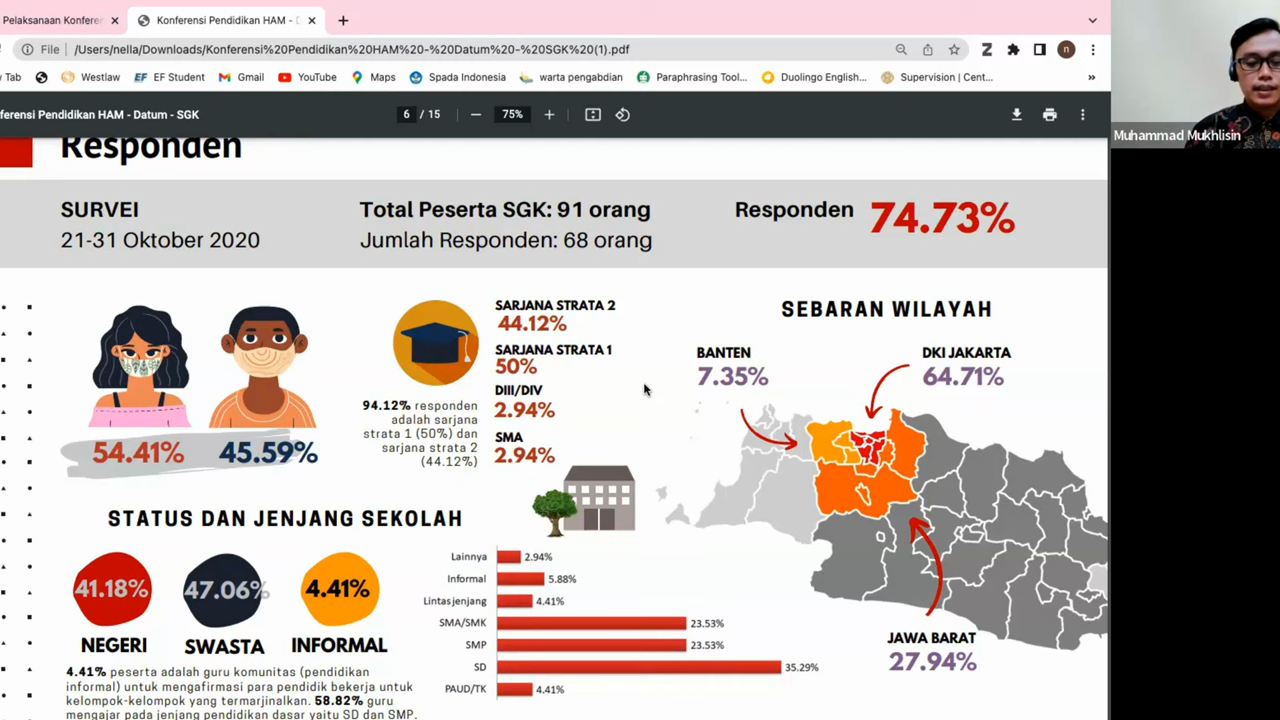 Pelaksanaan Konferen
Konferensi Pendidikan HAM - D
File
/Users/nella/Downloads/Konferensi%20Pendidikan%20HAM%20-%20Datum%20-%20SGK%20(1).pdf
Z
n
Tab
Westlaw
EF EF Student
Gmail
YouTube
Maps
Spada Indonesia
warta pengabdian
Paraphrasing Tool...
Duolingo English...
Supervision | Cent...
»
ferensi Pendidikan HAM - Datum - SGK
6 / 15
75%
Muhammad Mukhlisin
Responden
SURVEI
21-31 Oktober 2020
Total Peserta SGK: 91 orang
Jumlah Responden: 68 orang
Responden 74.73%
54.41%
45.59%
SARJANA STRATA 2
44.12%
SARJANA STRATA 1
50%
DIII/DIV
2.94%
SMA
2.94%
94.12% responden
adalah sarjana
strata 1 (50%) dan
sarjana strata 2
(44.12%)
SEBARAN WILAYAH
BANTEN
7.35%
DKI JAKARTA
64.71%
JAWA BARAT
27.94%
STATUS DAN JENJANG SEKOLAH
41.18%
NEGERI
47.06%
SWASTA
4.41%
INFORMAL
4.41% peserta adalah guru komunitas (pendidikan
informal) untuk mengafirmasi para pendidik bekerja untuk
kelompok-kelompok yang termarjinalkan. 58.82% guru
mengajar pada jenjang pendidikan dasar yaitu SD dan SMP.
Lainnya 2.94%
Informal 5.88%
Lintas jenjang 4.41%
SMA/SMK 23.53%
SMP 23.53%
SD 35.29%
PAUD/TK 4.41%